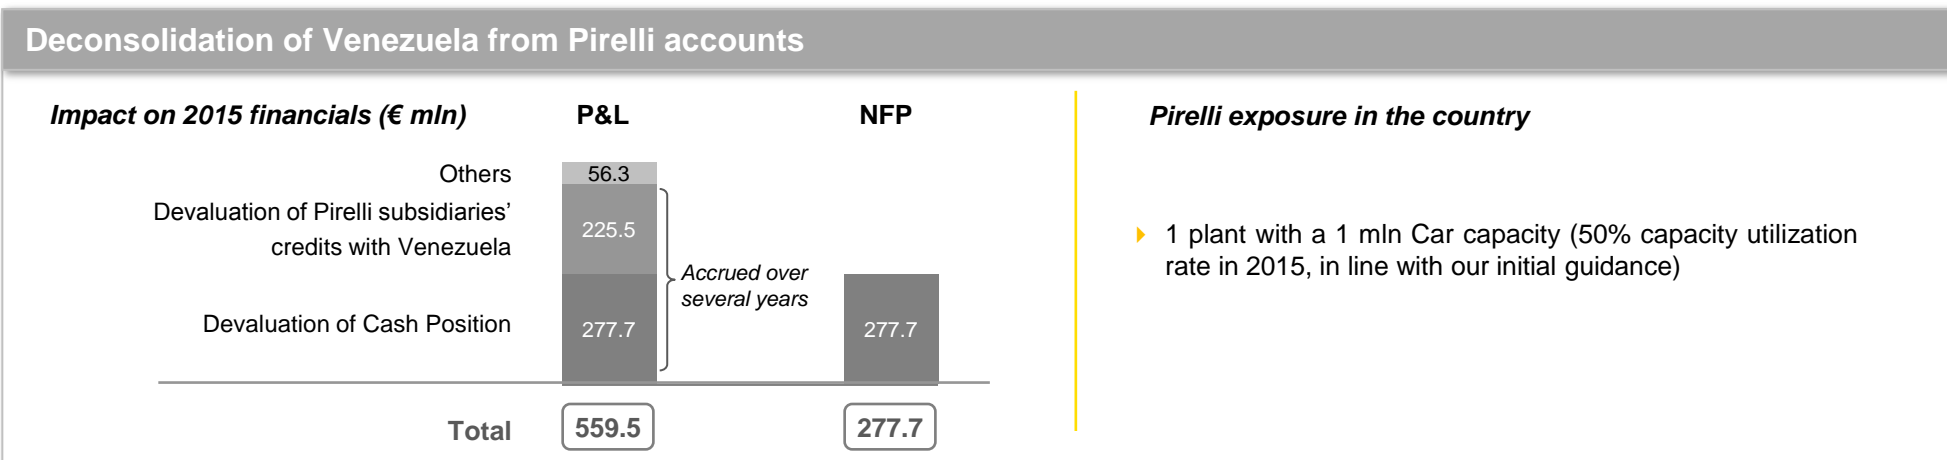 Deconsolidation of Venezuela from Pirelli accounts
Impact on 2015 financials (€ mln)
P&L
NFP
Others
56.3
Devaluation of Pirelli subsidiaries'
credits with Venezuela
225.5
Accrued over
several years
Devaluation of Cash Position
277.7
277.7
Total
559.5
277.7
Pirelli exposure in the country
1 plant with a 1 mln Car capacity (50% capacity utilization
rate in 2015, in line with our initial guidance)